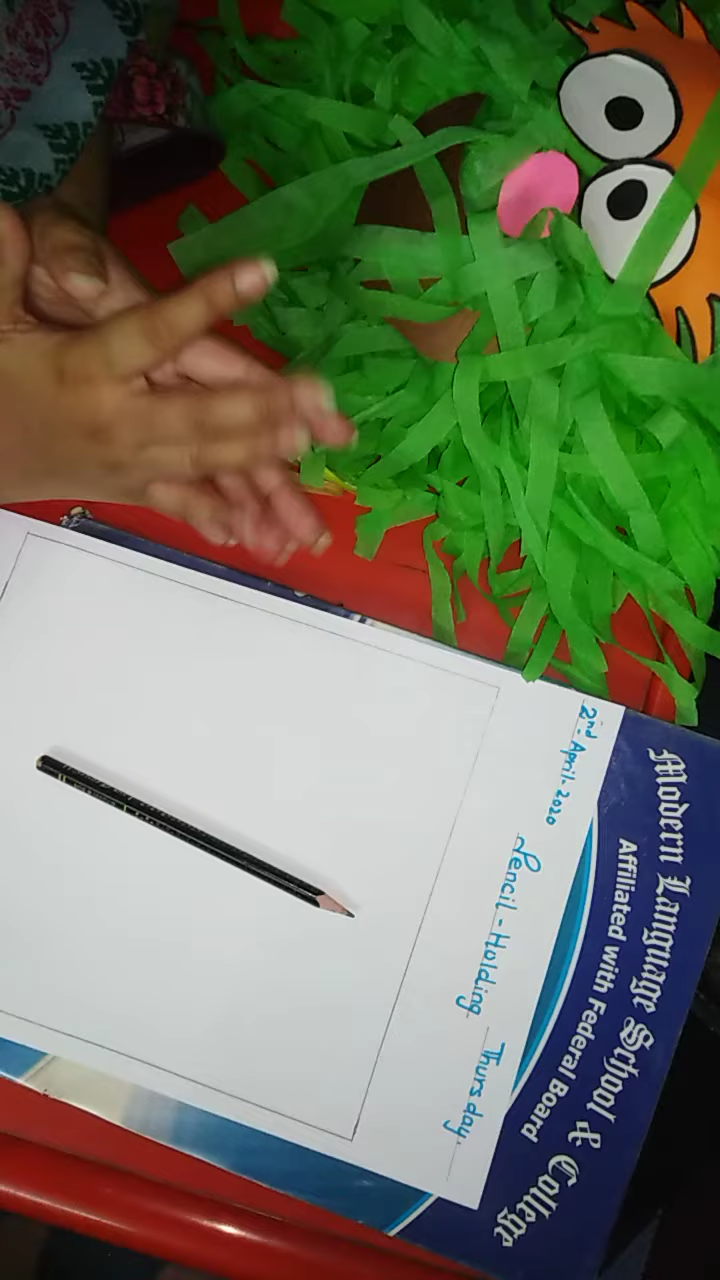 Modern Language School & College
Affiliated with Federal Board
2nd April-2020
Pencil-Holding
Thursday.